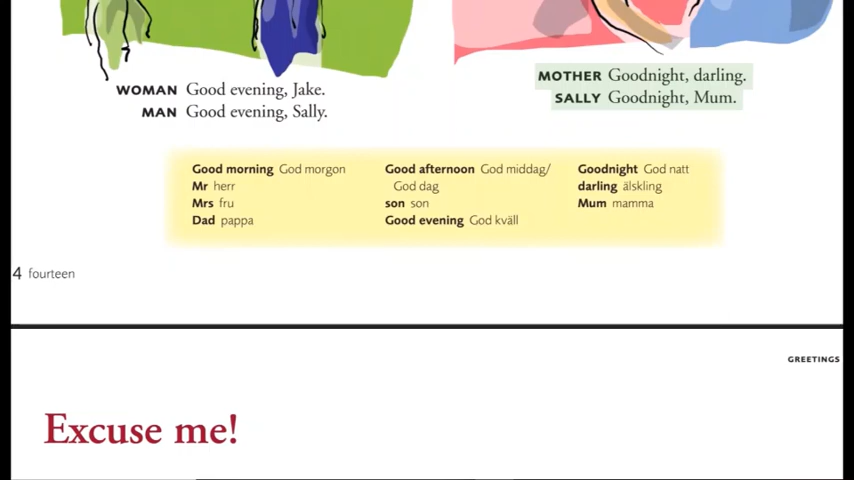 WOMAN Good evening, Jake.
MAN Good evening, Sally.
MOTHER Goodnight, darling.
SALLY Goodnight, Mum.
Good morning God morgon
Mr herr
Mrs fru
Dad pappa
Good afternoon God middag/
God dag
son son
Good evening God kväll
Goodnight God natt
darling älskling
Mum mamma
4 fourteen
GREETINGS
Excuse me!